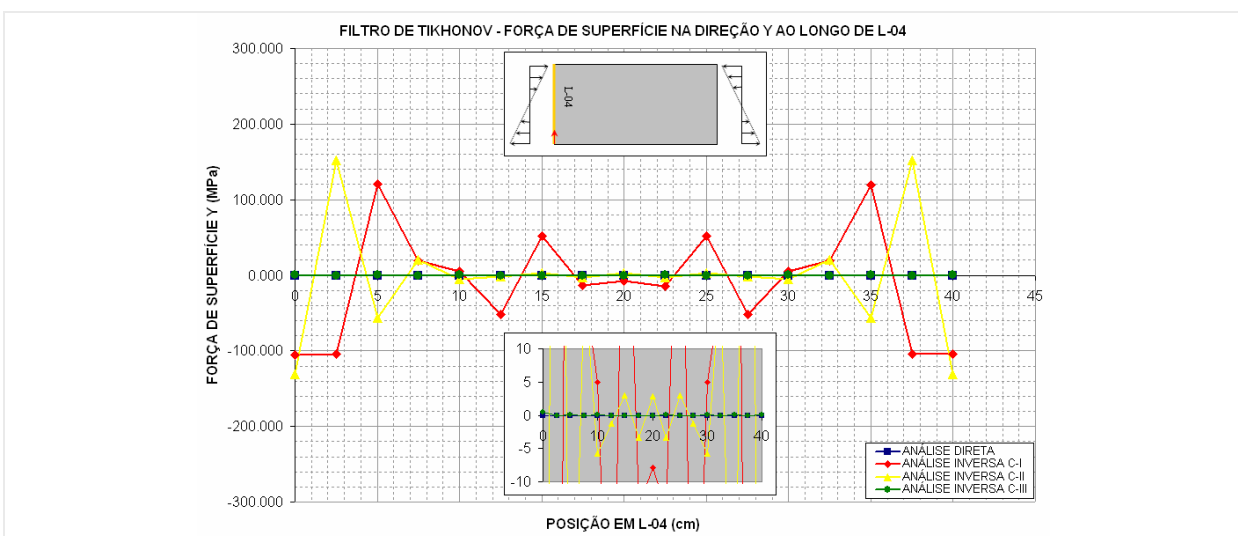 FILTRO DE TIKHONOV - FORÇA DE SUPERFÍCIE NA DIREÇÃO Y AO LONGO DE L-04
300.000
200.000
100.000
0.000
-100.000
-200.000
-300.000
FORÇA DE SUPERFÍCIE Y (MPa)
L-04
0 5 10 15 20 25 30 35 40 45
10
5
0
-5
-10
0 10 20 30 40
ANÁLISE DIRETA
ANÁLISE INVERSA C-I
ANÁLISE INVERSA C-II
ANÁLISE INVERSA C-III
POSIÇÃO EM L-04 (cm)